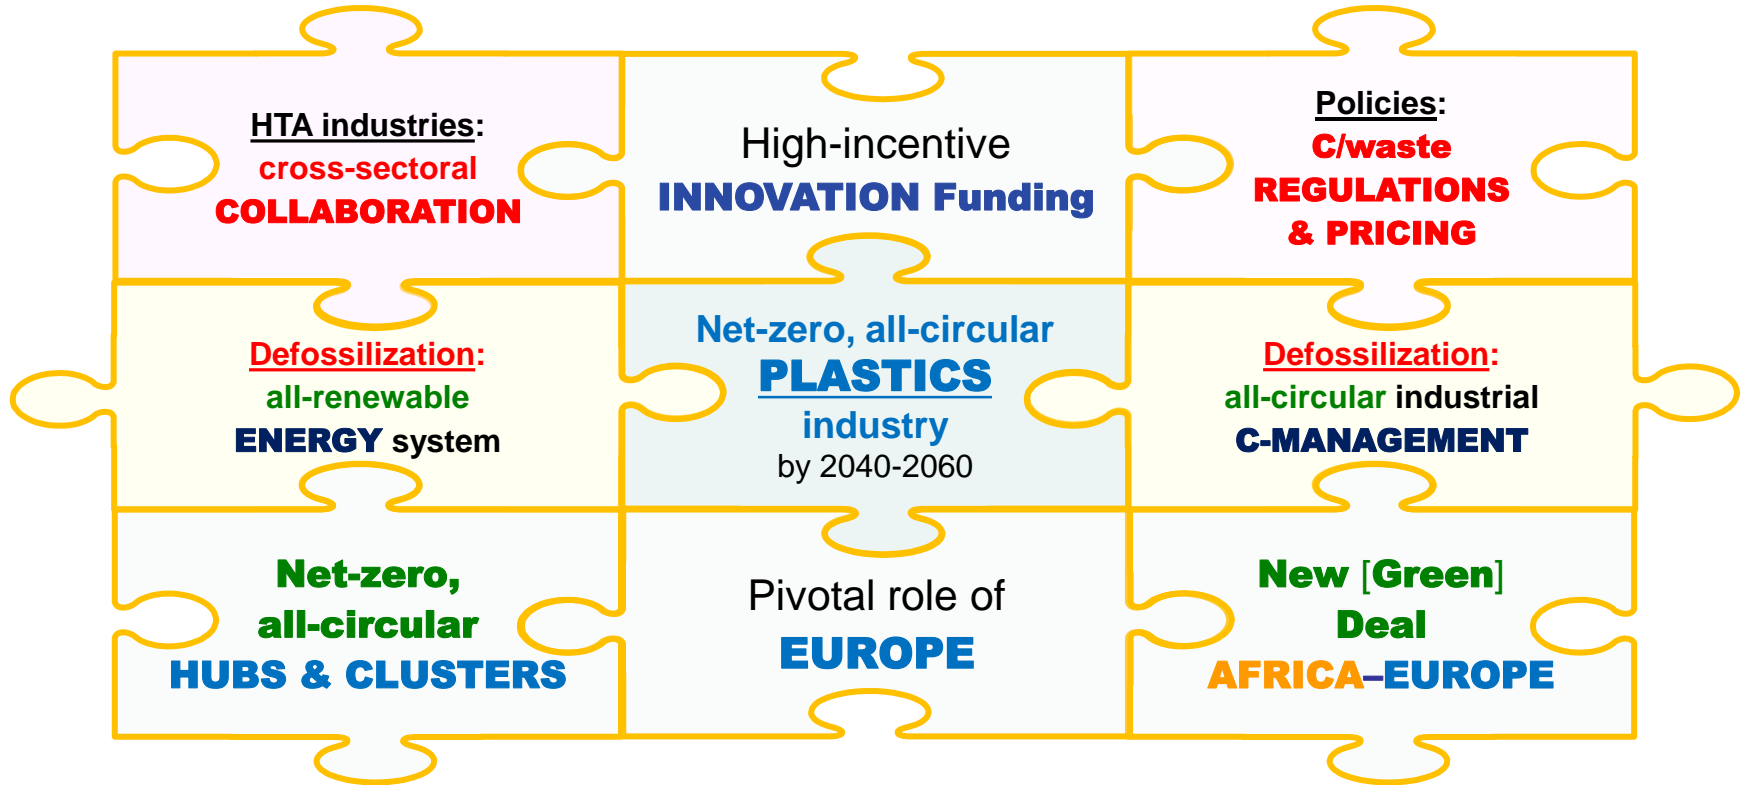 HTA industries:
cross-sectoral
COLLABORATION
High-incentive
INNOVATION Funding
Policies:
C/waste
REGULATIONS
& PRICING
Defossilization:
all-renewable
ENERGY system
Net-zero, all-circular
PLASTICS
industry
by 2040-2060
Defossilization:
all-circular industrial
C-MANAGEMENT
Net-zero,
all-circular
HUBS & CLUSTERS
Pivotal role of
EUROPE
New [Green]
Deal
AFRICA–EUROPE